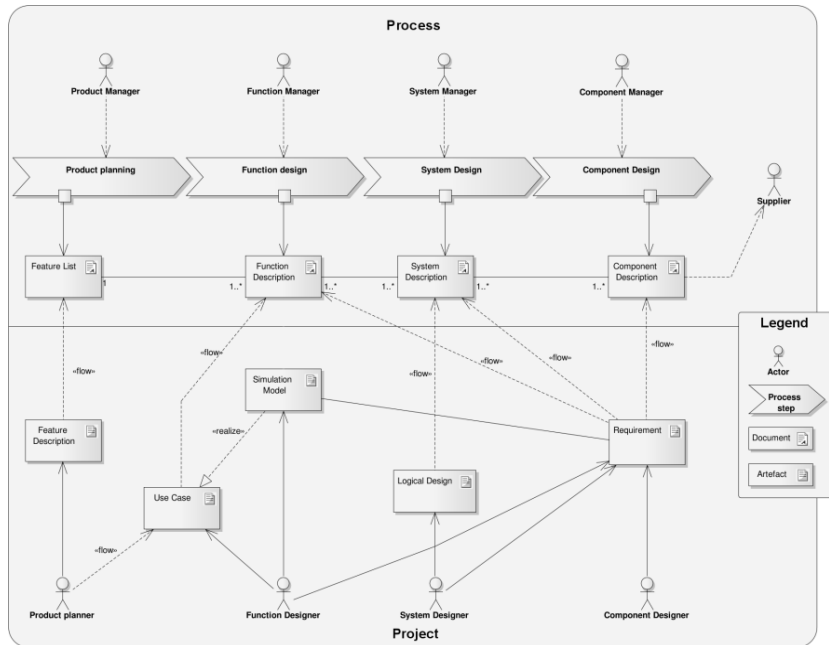 Process
Product Manager
Function Manager
System Manager
Component Manager
Product planning
Function design
System Design
Component Design
Supplier
Feature List
Function
Description
System
Description
Component
Description
1
1..*
1..*
1..*
1..*
1..*
Legend
Actor
Process
step
Document
Artefact
«flow»
«flow»
«flow»
«flow»
«flow»
«flow»
Simulation
Model
Feature
Description
«realize»
Requirement
Use Case
Logical Design
«flow»
Product planner
Function Designer
System Designer
Component Designer
Project